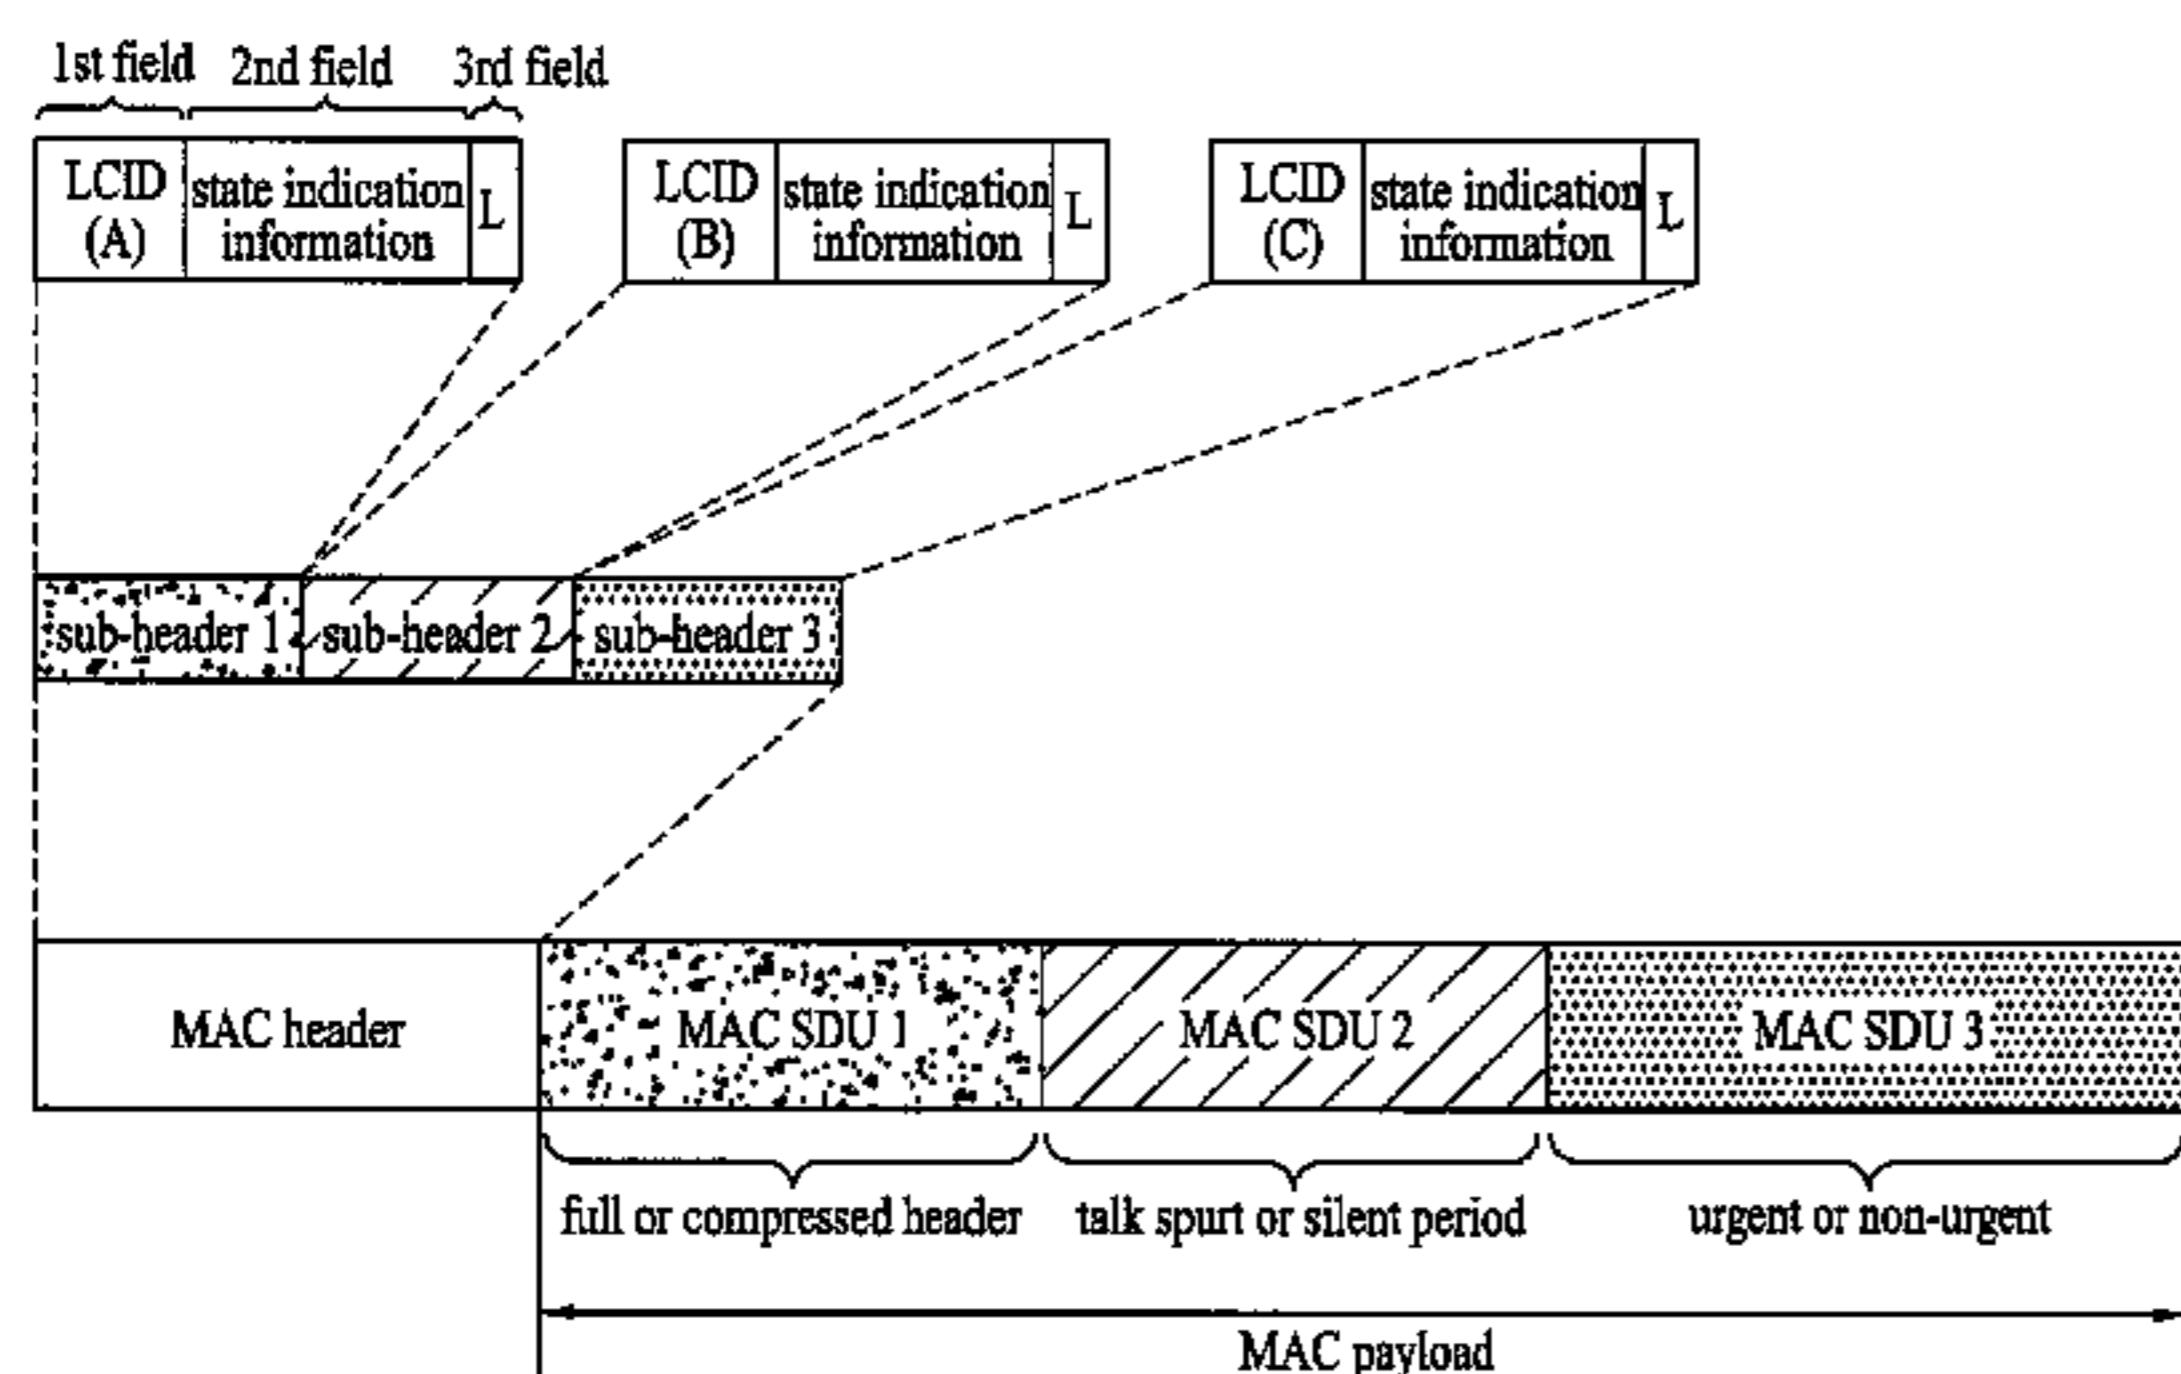 1st field 2nd field 3rd field
LCID (A) state indication information L
LCID (B) state indication information L
LCID (C) state indication information L
sub-header 1 sub-header 2 sub-header 3
MAC header MAC SDU 1 MAC SDU 2 MAC SDU 3
full or compressed header talk spurt or silent period urgent or non-urgent
MAC payload